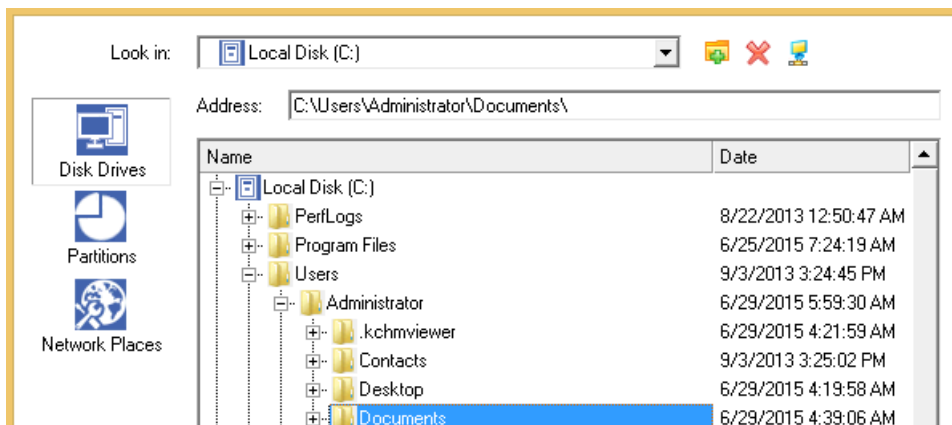 Look in: Local Disk (C:)
Address: C:\Users\Administrator\Documents\
Disk Drives
Partitions
Network Places
Name Date
Local Disk (C:)
PerfLogs 8/22/2013 12:50:47 AM
Program Files 6/25/2015 7:24:19 AM
Users 9/3/2013 3:24:45 PM
Administrator 6/29/2015 5:59:30 AM
.kchmviewer 6/29/2015 4:21:59 AM
Contacts 9/3/2013 3:25:02 PM
Desktop 6/29/2015 4:19:58 AM
Documents 6/29/2015 4:39:06 AM